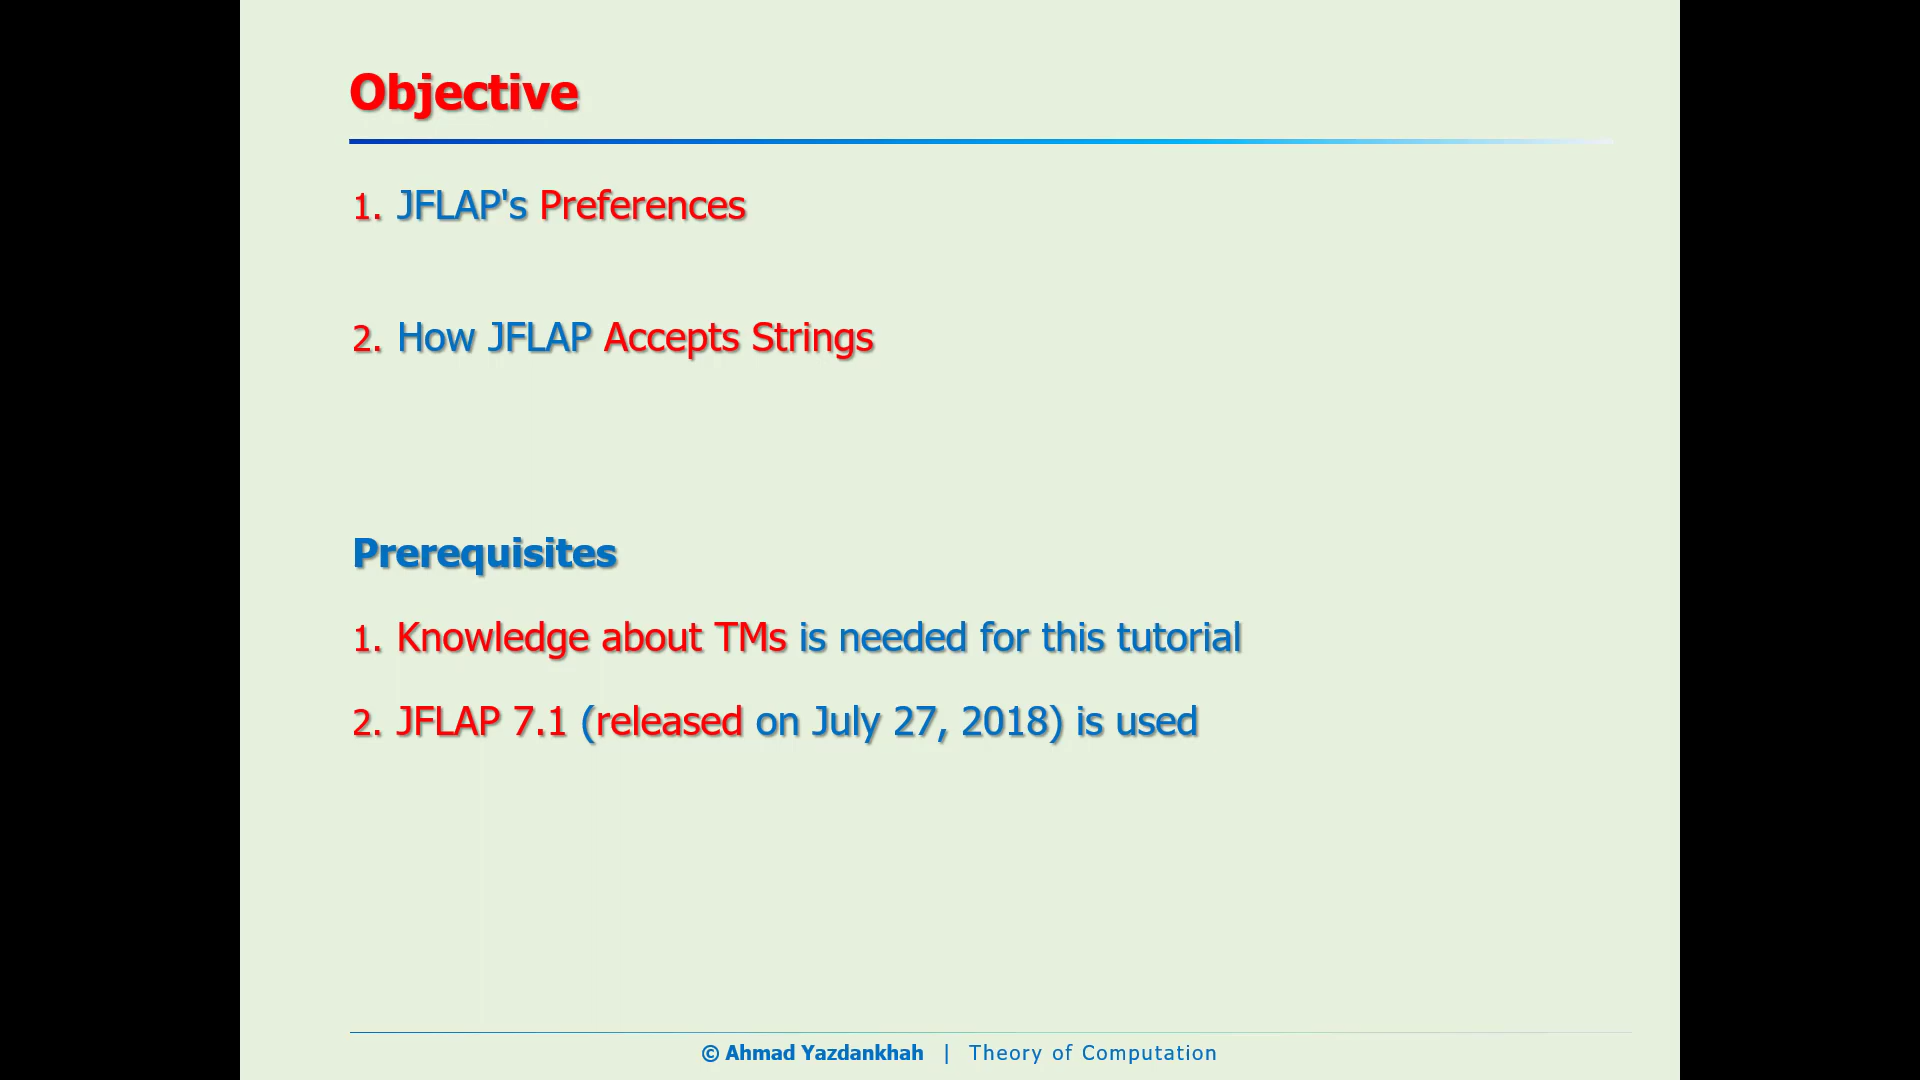 Objective
1. JFLAP's Preferences
2. How JFLAP Accepts Strings
Prerequisites
1. Knowledge about TMs is needed for this tutorial
2. JFLAP 7.1 (released on July 27, 2018) is used
© Ahmad Yazdankhah | Theory of Computation